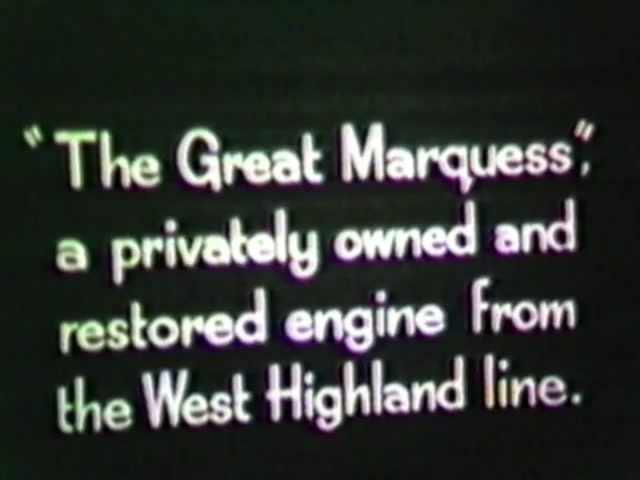 "The Great Marquess",
a privately owned and
restored engine from
the West Highland line.